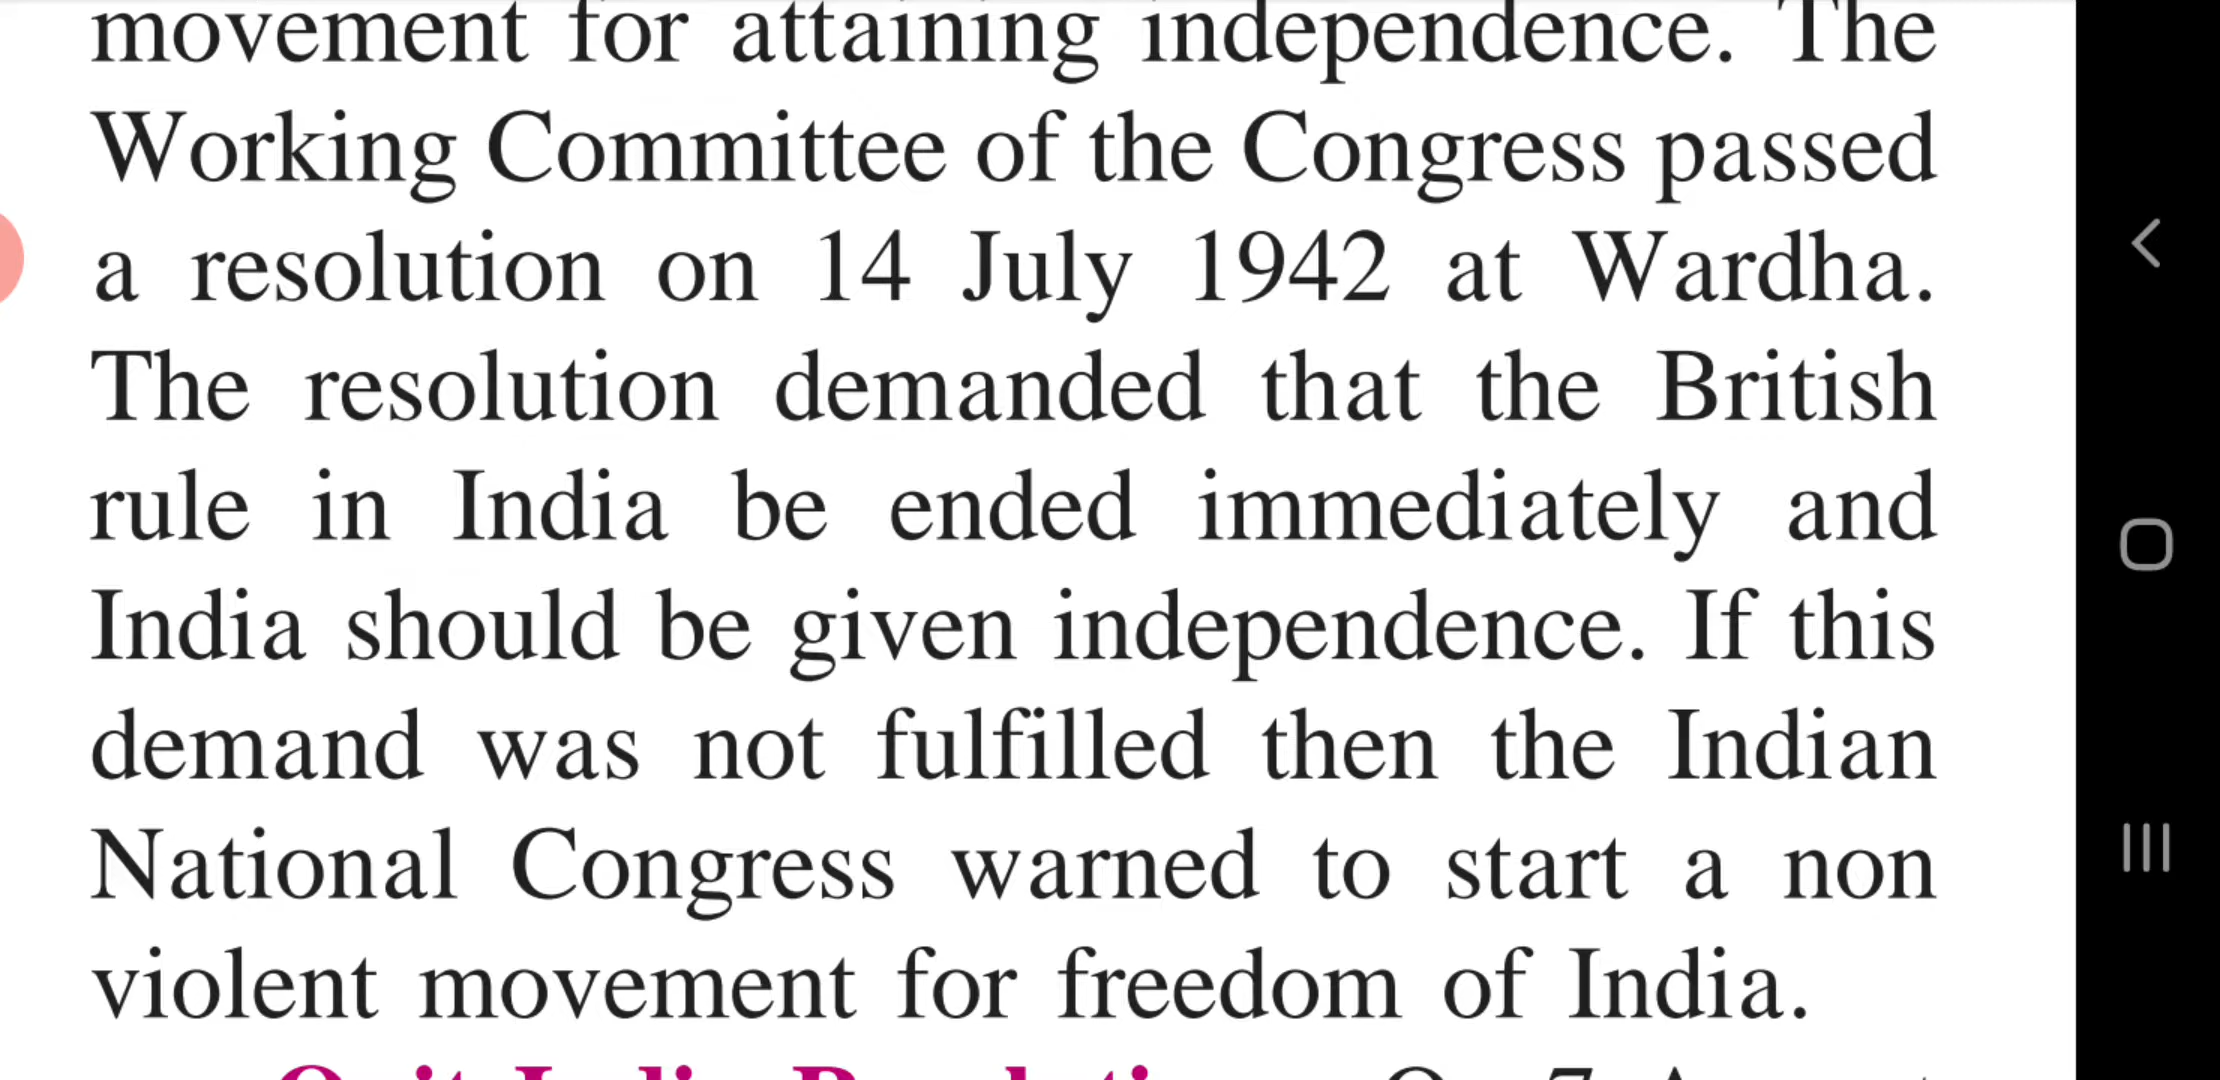 movement for attaining independence. The
Working Committee of the Congress passed
a resolution on 14 July 1942 at Wardha.
The resolution demanded that the British
rule in India be ended immediately and
India should be given independence. If this
demand was not fulfilled then the Indian
National Congress warned to start a non
violent movement for freedom of India.
Quit India Resolution